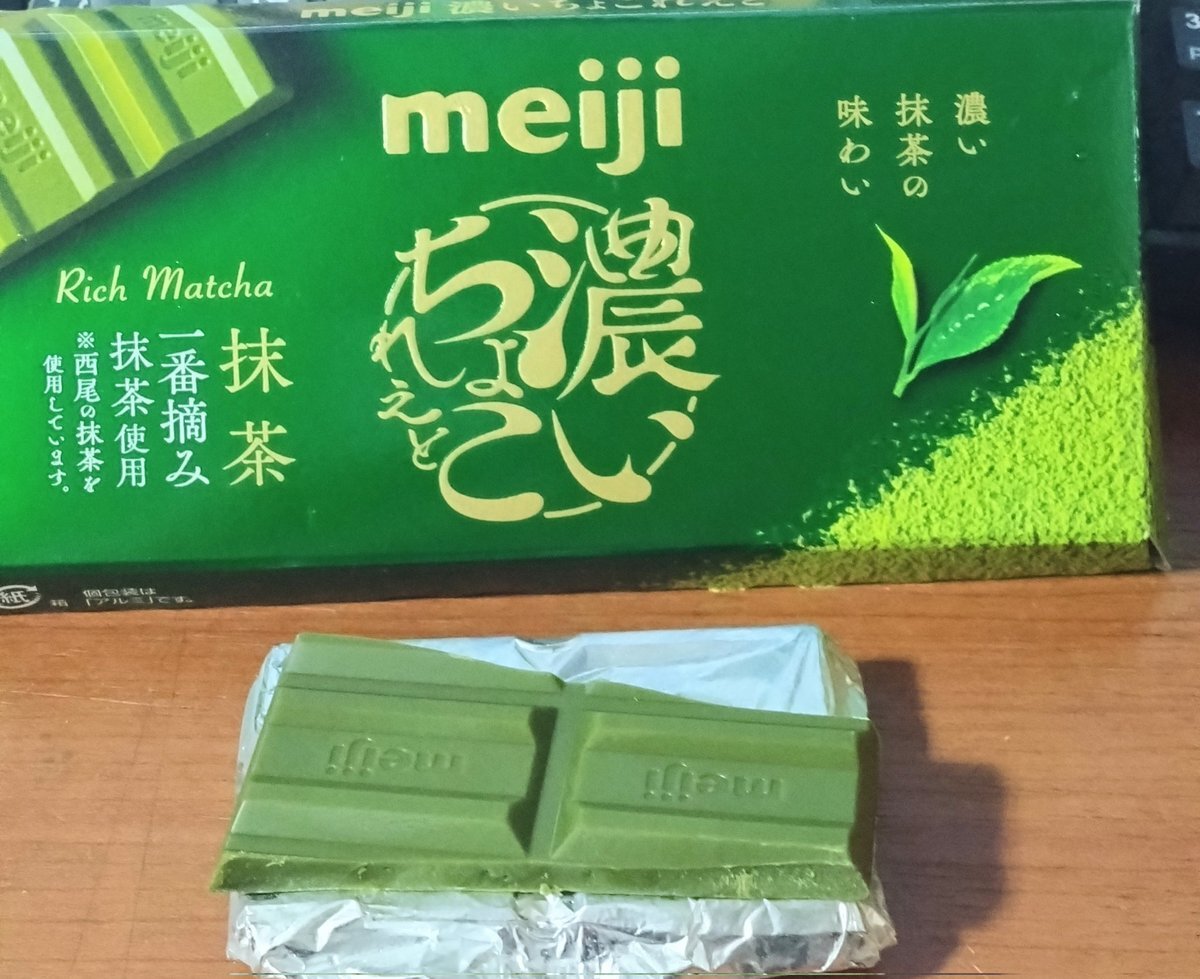 meiji 濃いちょこれえと
meiji
meiji
meiji
濃い
抹茶の
味わい
濃い
ちょこ
れえと
Rich Matcha
抹茶
一番摘み
抹茶使用
※西尾の抹茶を
使用しています。
紙
箱
個包装は
「アルミ」です。
meiji
meiji